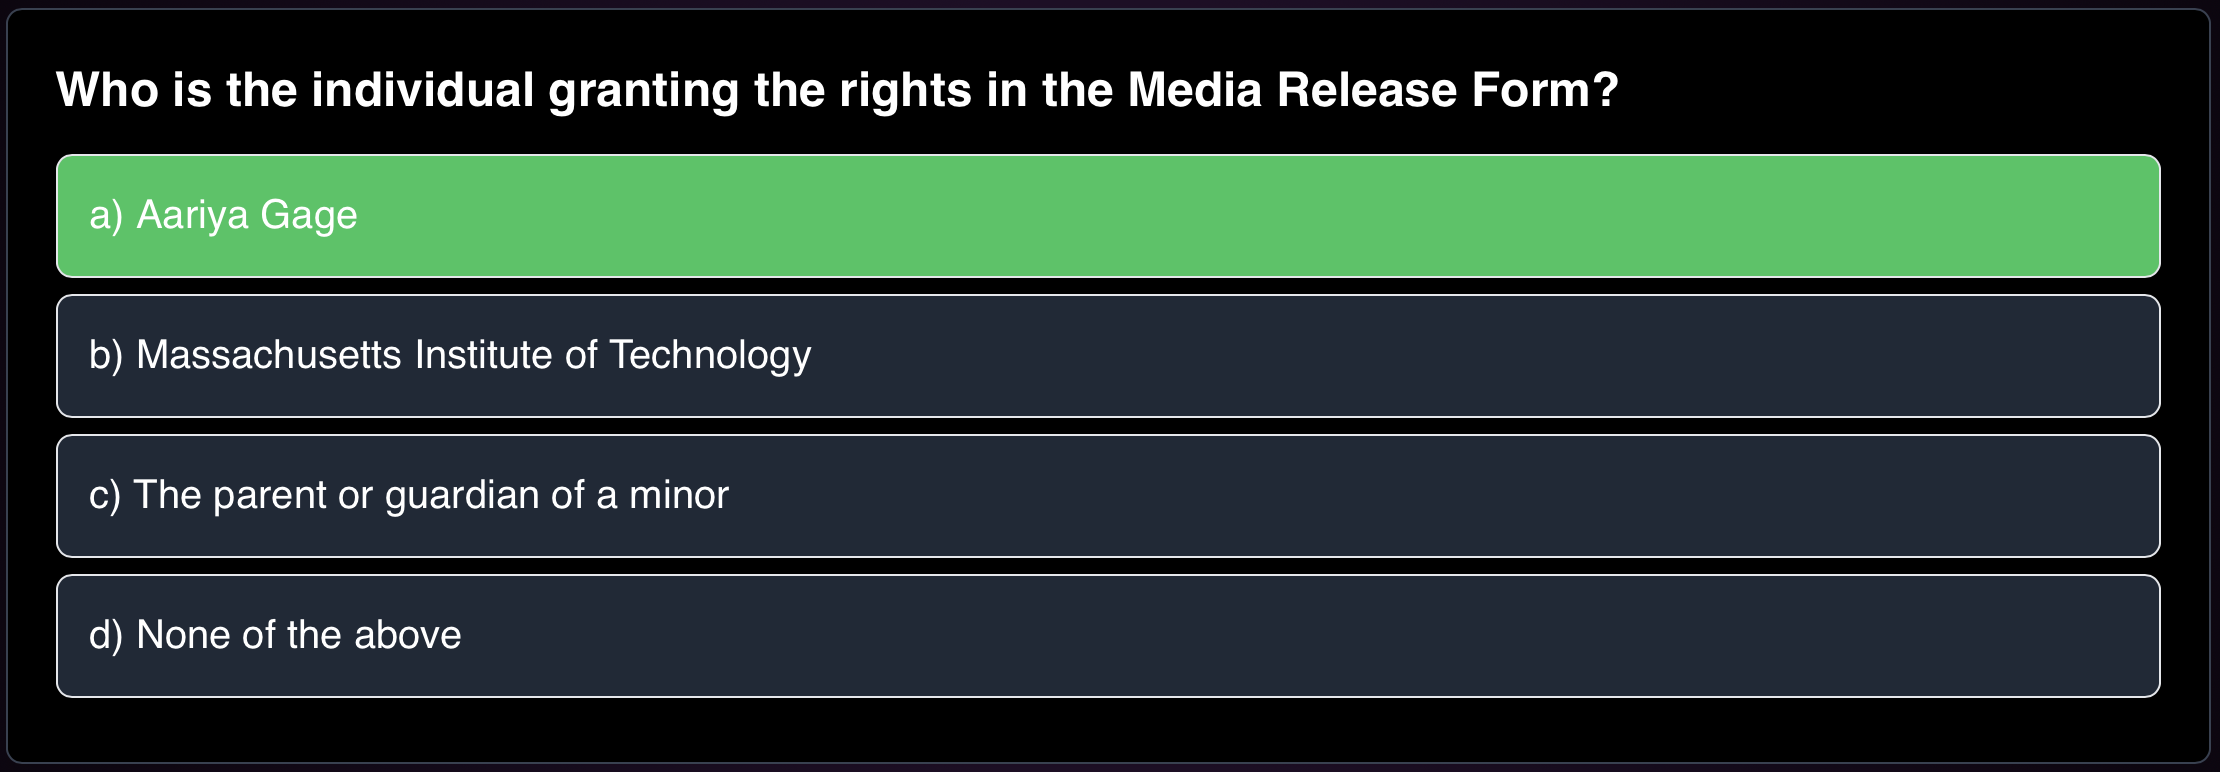 Who is the individual granting the rights in the Media Release Form?
a) Aariya Gage
b) Massachusetts Institute of Technology
c) The parent or guardian of a minor
d) None of the above